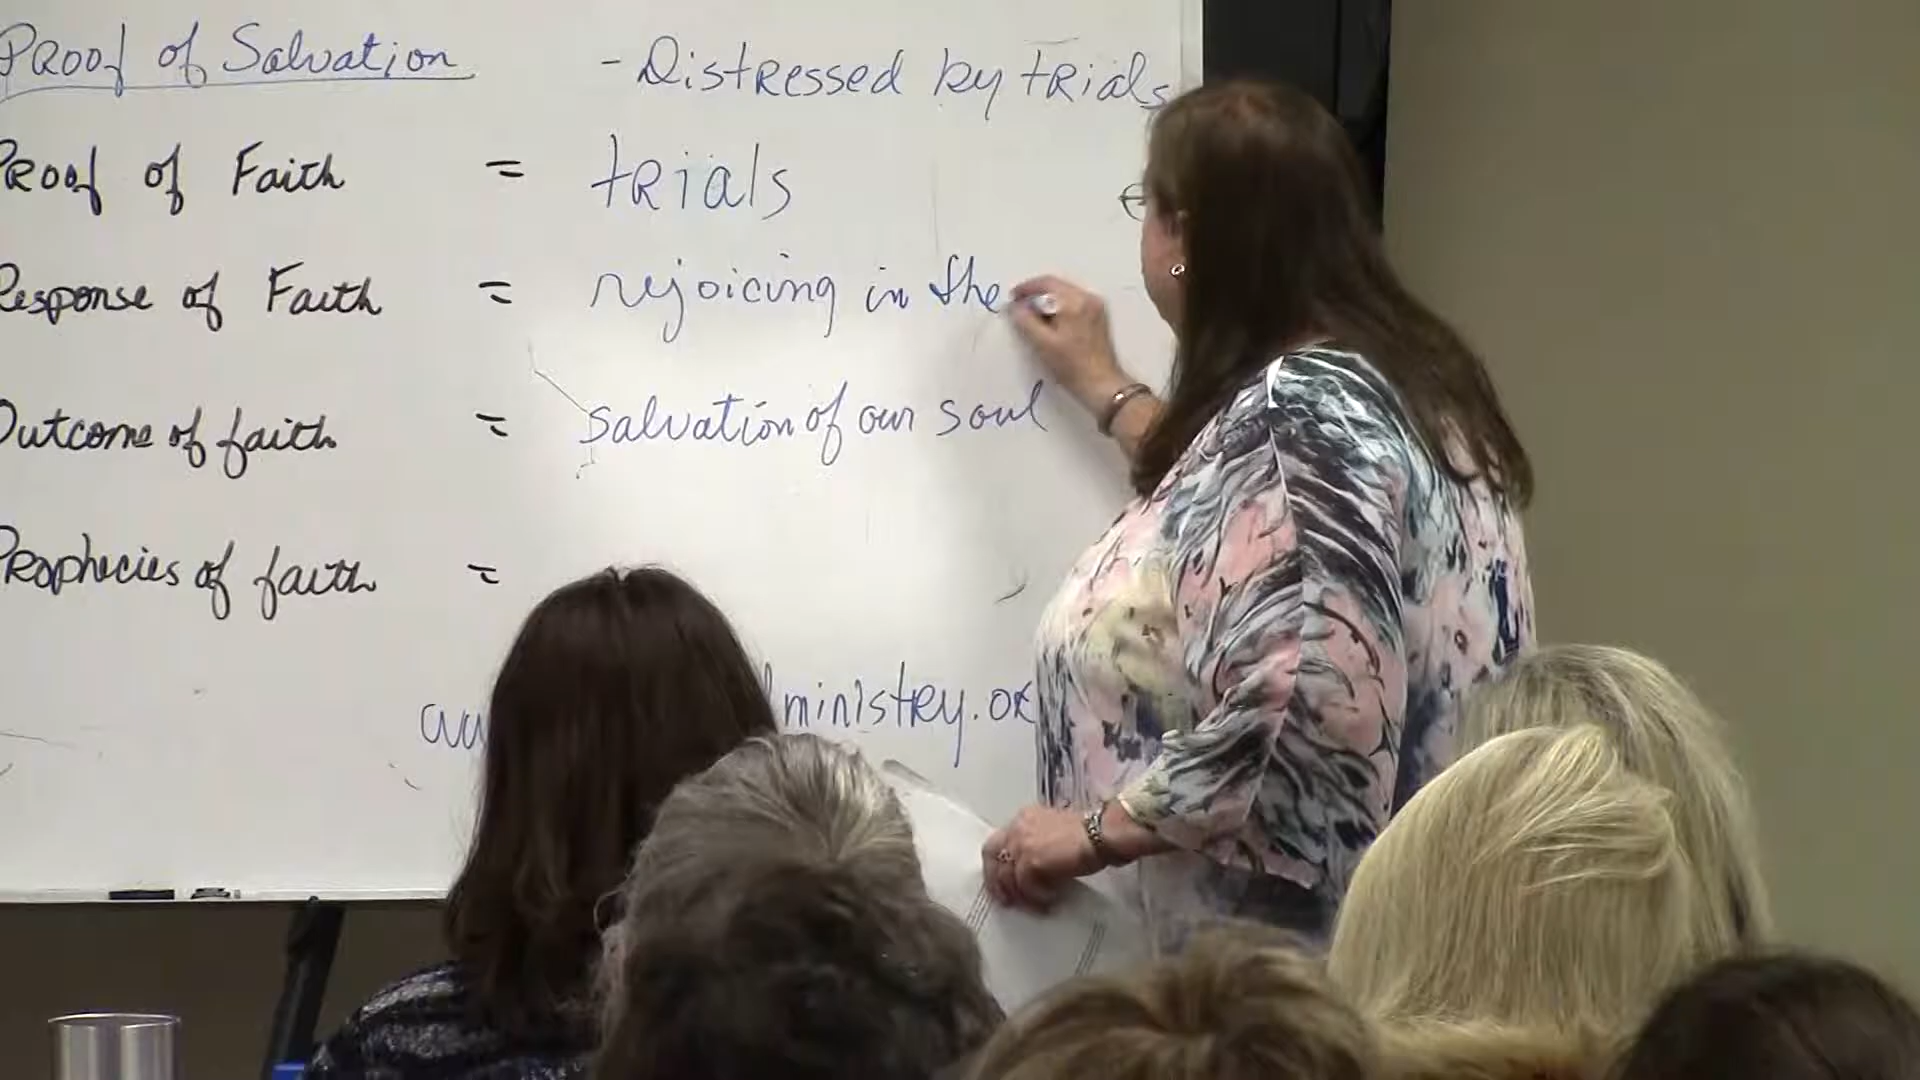 Proof of Salvation
- Distressed by trials
Proof of Faith = trials
Response of Faith = rejoicing in the
Outcome of faith = salvation of our soul
Prophecies of faith =
ministry.or